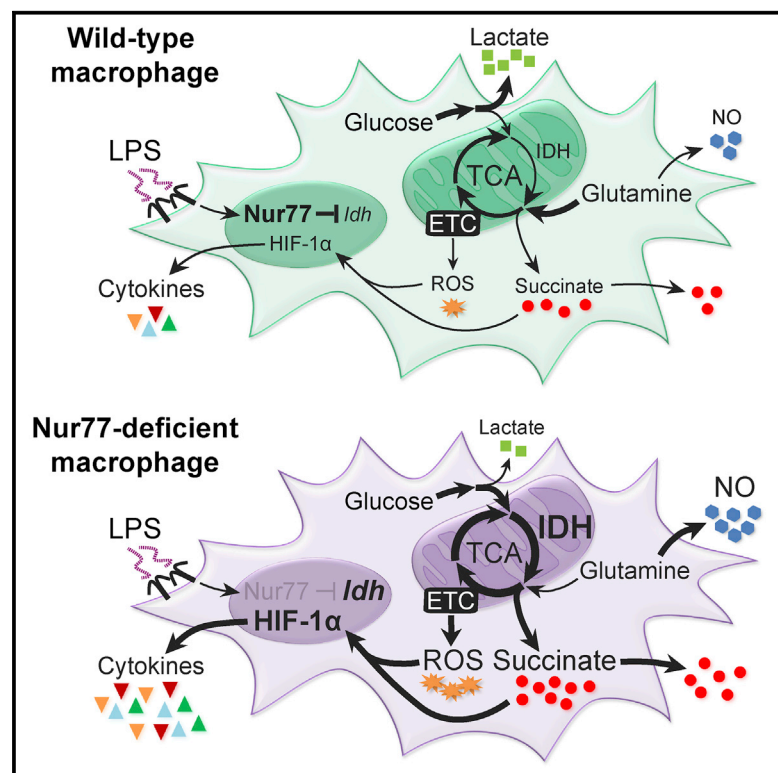 Wild-type
macrophage
Lactate
Glucose
NO
LPS
IDH
TCA
Glutamine
Nur77 ⊣ Idh
ETC
HIF-1α
Cytokines
ROS
Succinate
Nur77-deficient
macrophage
Lactate
Glucose
NO
LPS
IDH
TCA
Glutamine
Nur77 ⊣ Idh
ETC
HIF-1α
Cytokines
ROS
Succinate